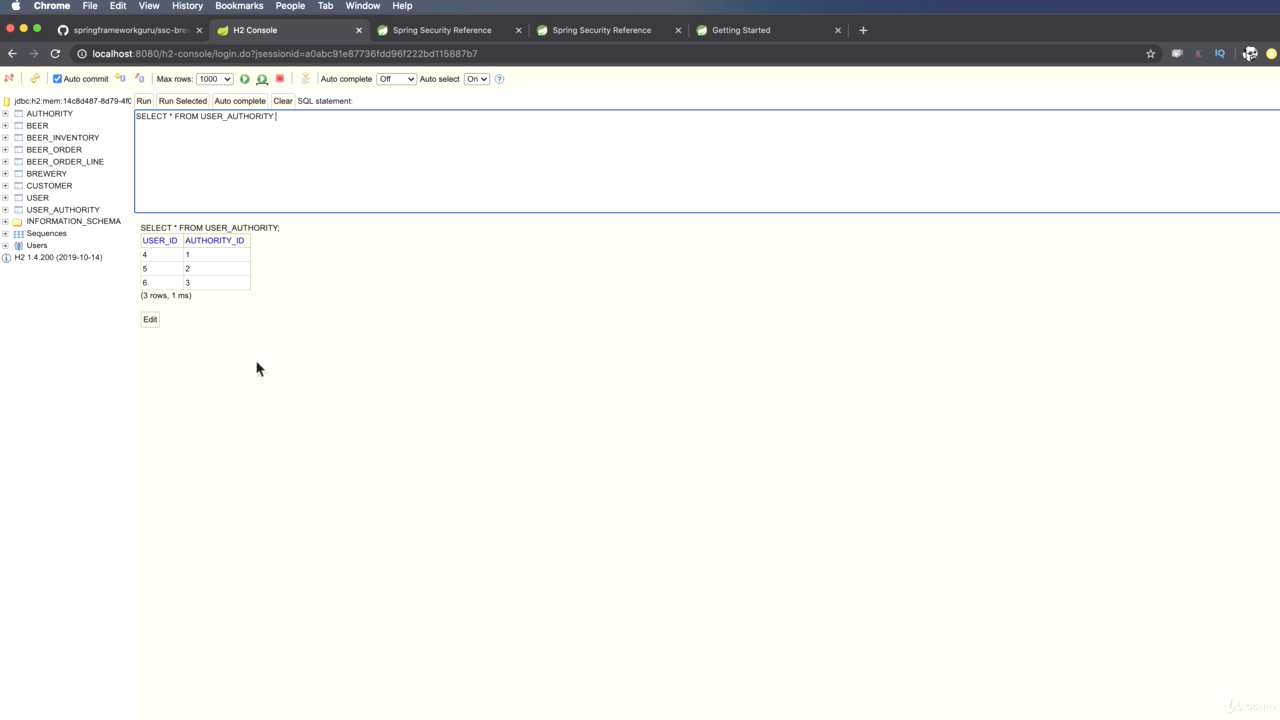 Chrome File Edit View History Bookmarks People Tab Window Help
springframeworkguru/ssc-bre H2 Console Spring Security Reference Spring Security Reference Getting Started
localhost:8080/h2-console/login.do?jsessionid=a0abc91e87736fdd96f222bd115887b7
Auto commit Max rows: 1000 Auto complete Off Auto select On
jdbc:h2:mem:14c8d487-8d79-4f0 Run Run Selected Auto complete Clear SQL statement:
AUTHORITY
SELECT * FROM USER_AUTHORITY
BEER
BEER_INVENTORY
BEER_ORDER
BEER_ORDER_LINE
BREWERY
CUSTOMER
USER
USER_AUTHORITY
INFORMATION_SCHEMA
Sequences
Users
H2 1.4.200 (2019-10-14)
SELECT * FROM USER_AUTHORITY;
USER_ID AUTHORITY_ID
4 1
5 2
6 3
(3 rows, 1 ms)
Edit
Udemy